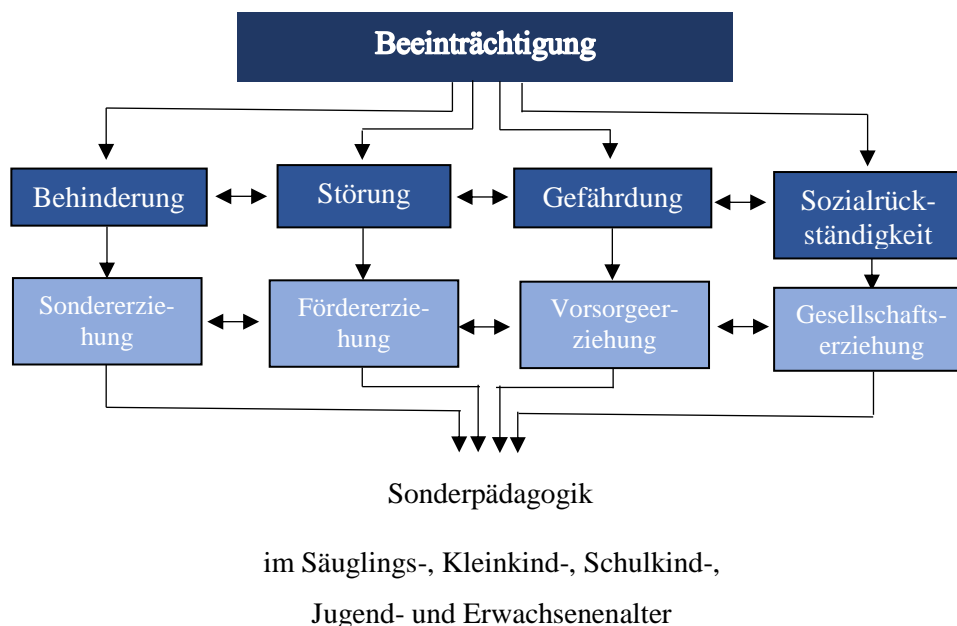 Beeinträchtigung
Behinderung
Störung
Gefährdung
Sozialrück-
ständigkeit
Sondererzie-
hung
Fördererzie-
hung
Vorsorgeer-
ziehung
Gesellschafts-
erziehung
Sonderpädagogik
im Säuglings-, Kleinkind-, Schulkind-,
Jugend- und Erwachsenenalter